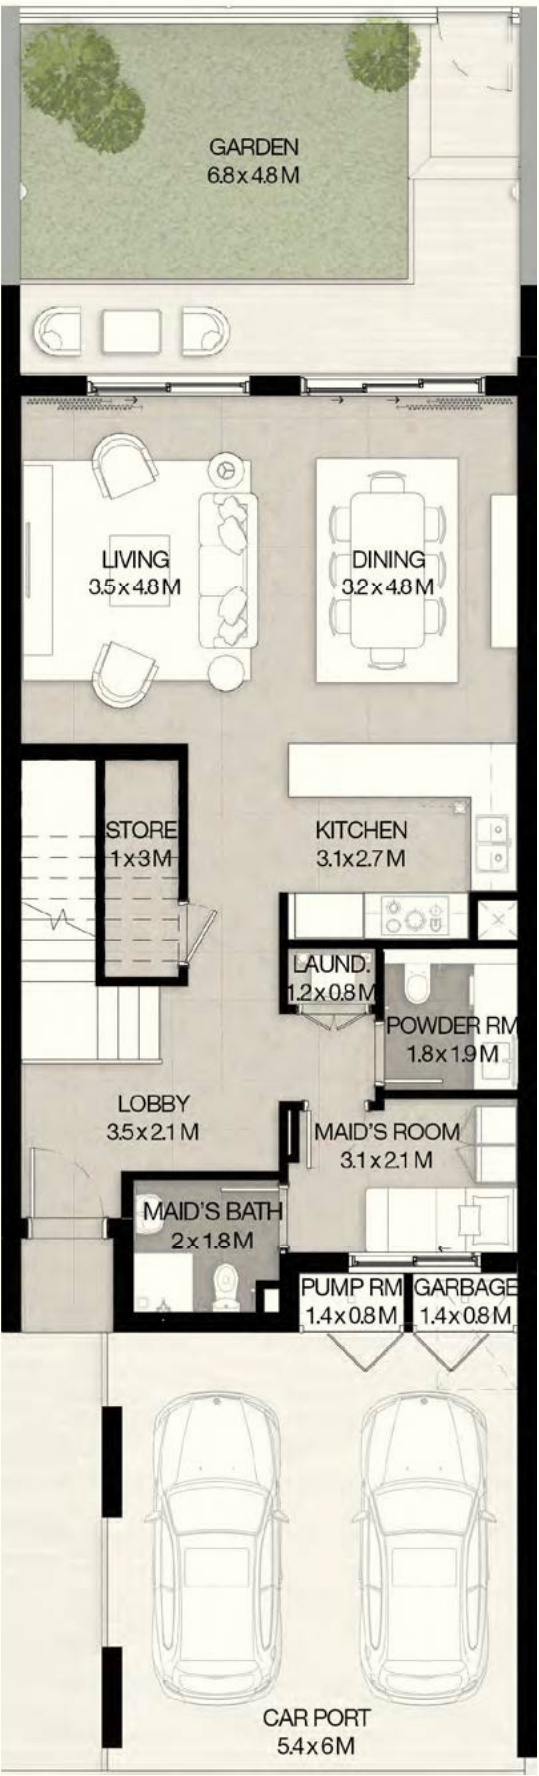 GARDEN
6.8 x 4.8 M
LIVING
3.5 x 4.8 M
DINING
3.2 x 4.8 M
STORE
1 x 3 M
KITCHEN
3.1 x 2.7 M
LAUND.
1.2 x 0.8 M
POWDER RM
1.8 x 1.9 M
LOBBY
3.5 x 2.1 M
MAID'S ROOM
3.1 x 2.1 M
MAID'S BATH
2 x 1.8 M
PUMP RM
1.4 x 0.8 M
GARBAGE
1.4 x 0.8 M
CAR PORT
5.4 x 6 M